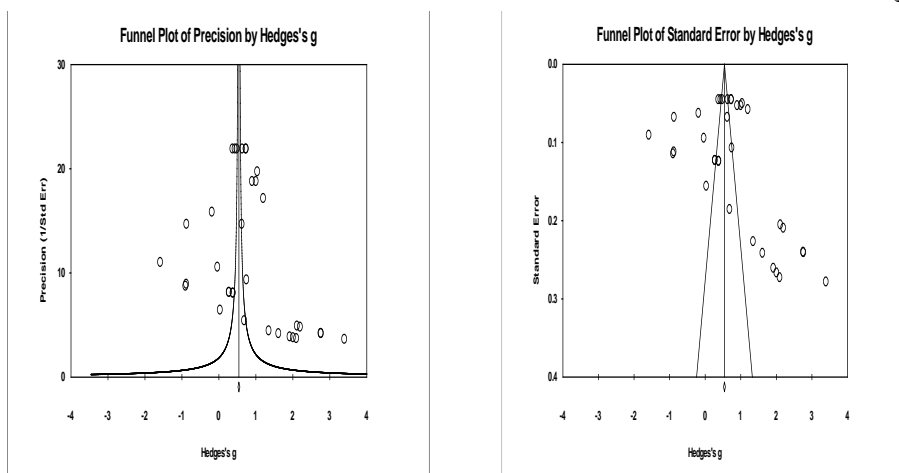 Funnel Plot of Precision by Hedges's g
30
20
10
0
Precision (1/Std Err)
-4 -3 -2 -1 0 1 2 3 4
Hedges's g
Funnel Plot of Standard Error by Hedges's g
0.0
0.1
0.2
0.3
0.4
Standard Error
-4 -3 -2 -1 0 1 2 3 4
Hedges's g